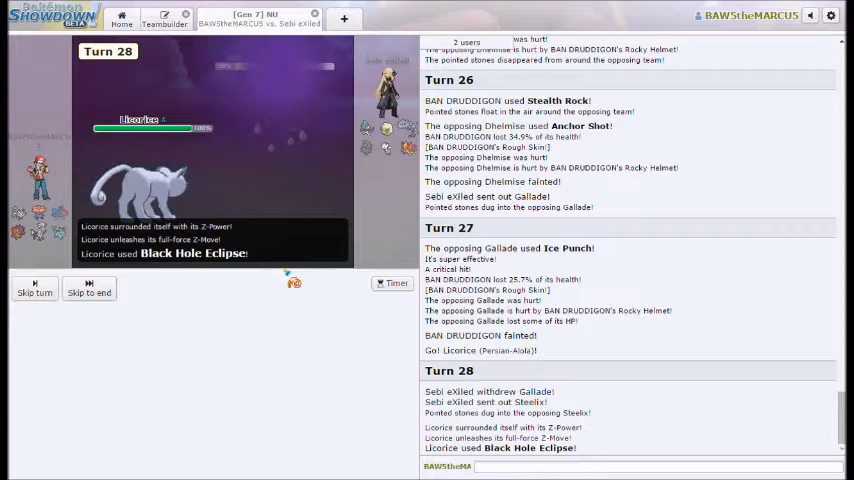 Pokémon
SHOWDOWN
BETA
Home
Teambuilder
[Gen 7] NU
BAW5theMARCUS vs. Sebi eXiled
BAW5theMARCUS
Turn 28
Licorice
100%
Licorice surrounded itself with its Z-Power!
Licorice unleashes its full-force Z-Move!
Licorice used Black Hole Eclipse!
Sebi eXiled
Skip turn
Skip to end
Timer
2 users
was hurt!
The opposing Dhelmise is hurt by BAN DRUDDIGON's Rocky Helmet!
The pointed stones disappeared from around the opposing team!
Turn 26
BAN DRUDDIGON used Stealth Rock!
Pointed stones float in the air around the opposing team!
The opposing Dhelmise used Anchor Shot!
BAN DRUDDIGON lost 34.9% of its health!
[BAN DRUDDIGON's Rough Skin!]
The opposing Dhelmise was hurt!
The opposing Dhelmise is hurt by BAN DRUDDIGON's Rocky Helmet!
The opposing Dhelmise fainted!
Sebi eXiled sent out Gallade!
Pointed stones dug into the opposing Gallade!
Turn 27
The opposing Gallade used Ice Punch!
It's super effective!
A critical hit!
BAN DRUDDIGON lost 25.7% of its health!
[BAN DRUDDIGON's Rough Skin!]
The opposing Gallade was hurt!
The opposing Gallade is hurt by BAN DRUDDIGON's Rocky Helmet!
The opposing Gallade lost some of its HP!
BAN DRUDDIGON fainted!
Go! Licorice (Persian-Alola)!
Turn 28
Sebi eXiled withdrew Gallade!
Sebi eXiled sent out Steelix!
Pointed stones dug into the opposing Steelix!
Licorice surrounded itself with its Z-Power!
Licorice unleashes its full-force Z-Move!
Licorice used Black Hole Eclipse!
BAW5theMA